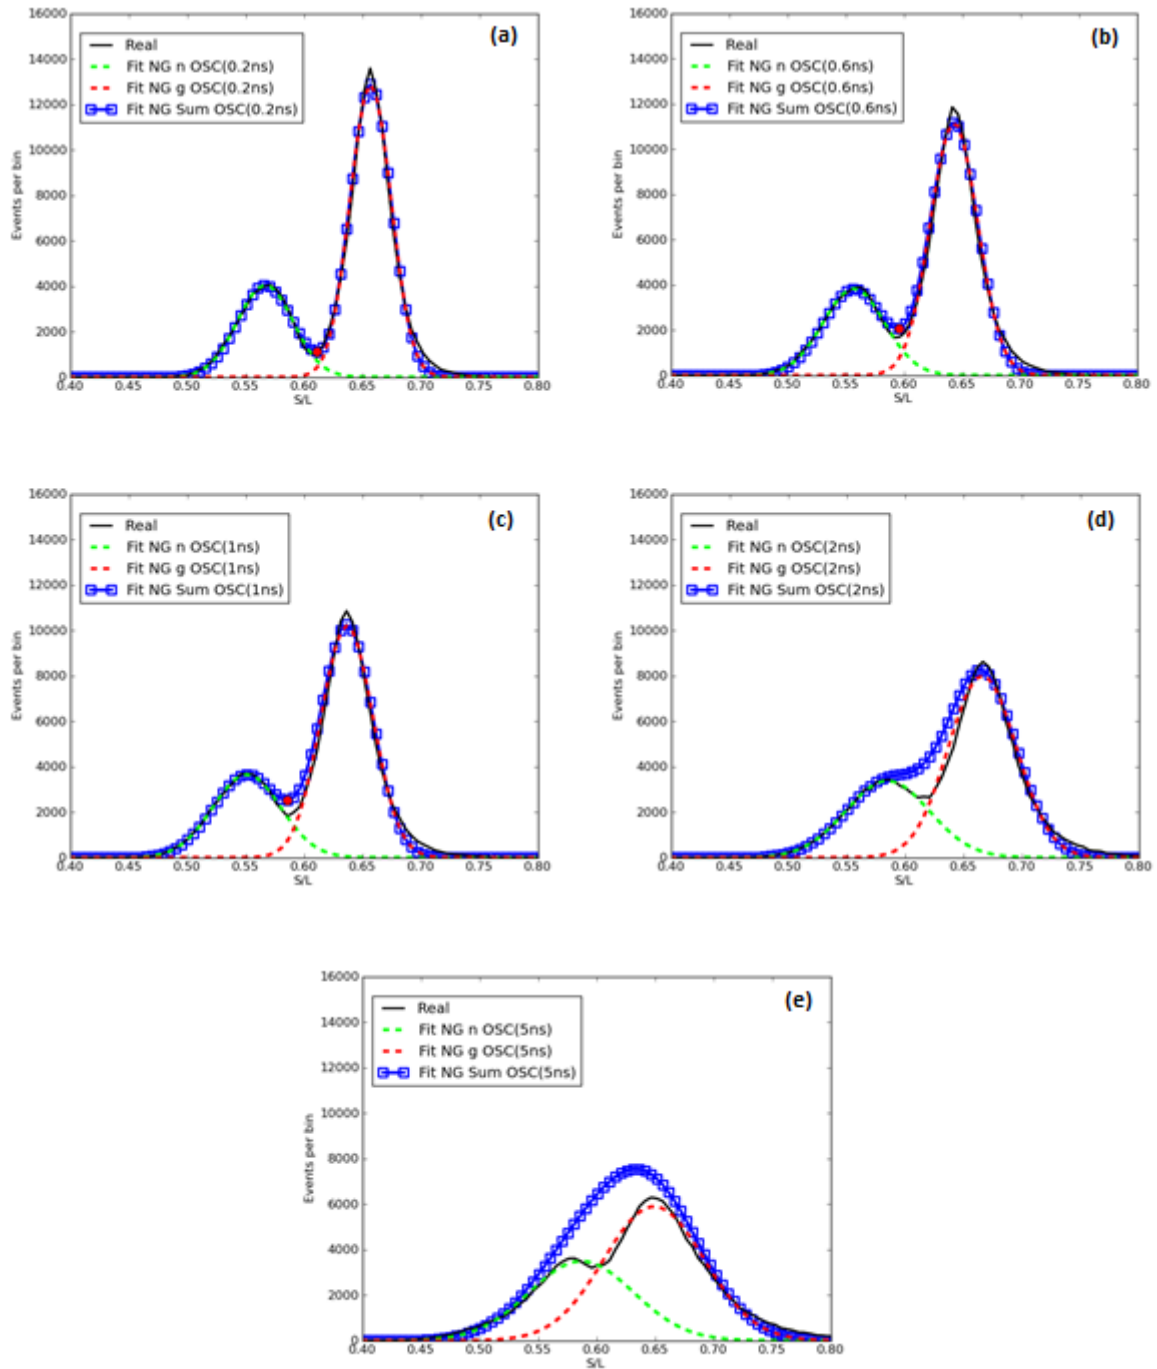 (a)
Real
Fit NG n OSC(0.2ns)
Fit NG g OSC(0.2ns)
Fit NG Sum OSC(0.2ns)
16000
14000
12000
10000
8000
6000
4000
2000
0
Events per bin
0.40 0.45 0.50 0.55 0.60 0.65 0.70 0.75 0.80
S/L
(b)
Real
Fit NG n OSC(0.6ns)
Fit NG g OSC(0.6ns)
Fit NG Sum OSC(0.6ns)
16000
14000
12000
10000
8000
6000
4000
2000
0
Events per bin
0.40 0.45 0.50 0.55 0.60 0.65 0.70 0.75 0.80
S/L
(c)
Real
Fit NG n OSC(1ns)
Fit NG g OSC(1ns)
Fit NG Sum OSC(1ns)
16000
14000
12000
10000
8000
6000
4000
2000
0
Events per bin
0.40 0.45 0.50 0.55 0.60 0.65 0.70 0.75 0.80
S/L
(d)
Real
Fit NG n OSC(2ns)
Fit NG g OSC(2ns)
Fit NG Sum OSC(2ns)
16000
14000
12000
10000
8000
6000
4000
2000
0
Events per bin
0.40 0.45 0.50 0.55 0.60 0.65 0.70 0.75 0.80
S/L
(e)
Real
Fit NG n OSC(5ns)
Fit NG g OSC(5ns)
Fit NG Sum OSC(5ns)
16000
14000
12000
10000
8000
6000
4000
2000
0
Events per bin
0.40 0.45 0.50 0.55 0.60 0.65 0.70 0.75 0.80
S/L